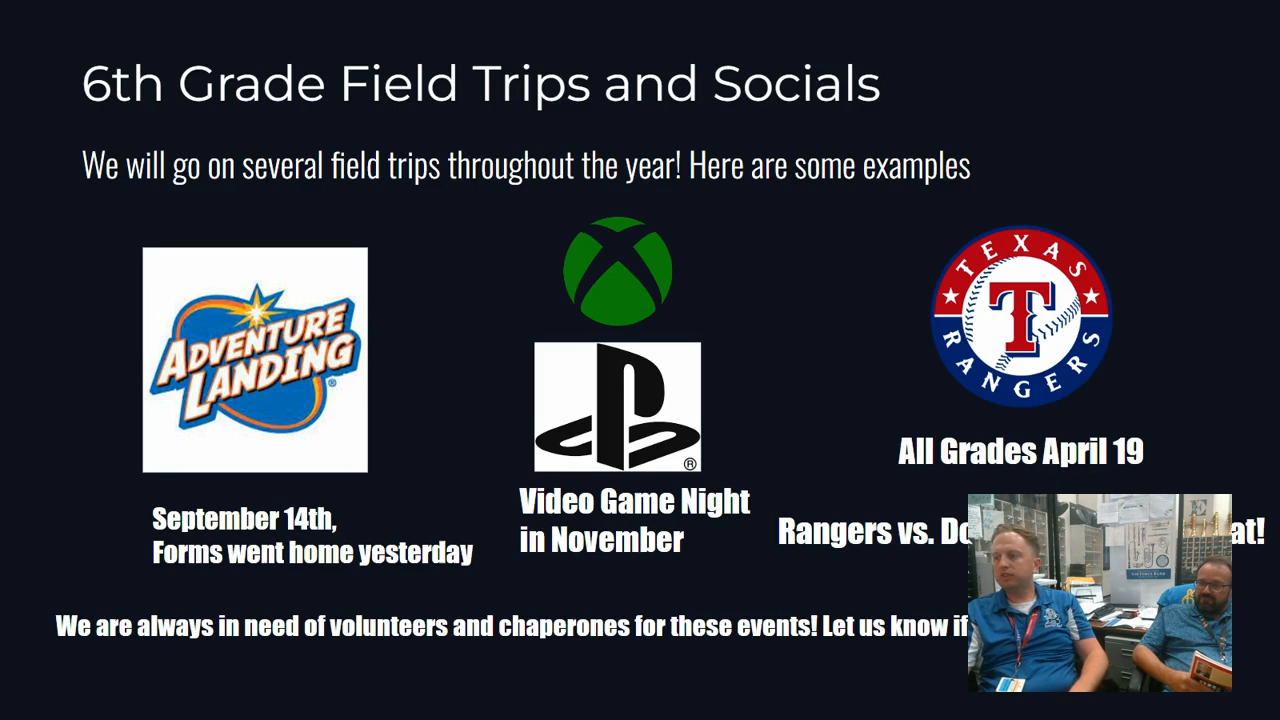 6th Grade Field Trips and Socials
We will go on several field trips throughout the year! Here are some examples
ADVENTURE
LANDING®
®
TEXAS
T
RANGERS
September 14th,
Forms went home yesterday
Video Game Night
in November
All Grades April 19
Rangers vs.
We are always in need of volunteers and chaperones for these events! Let us know if